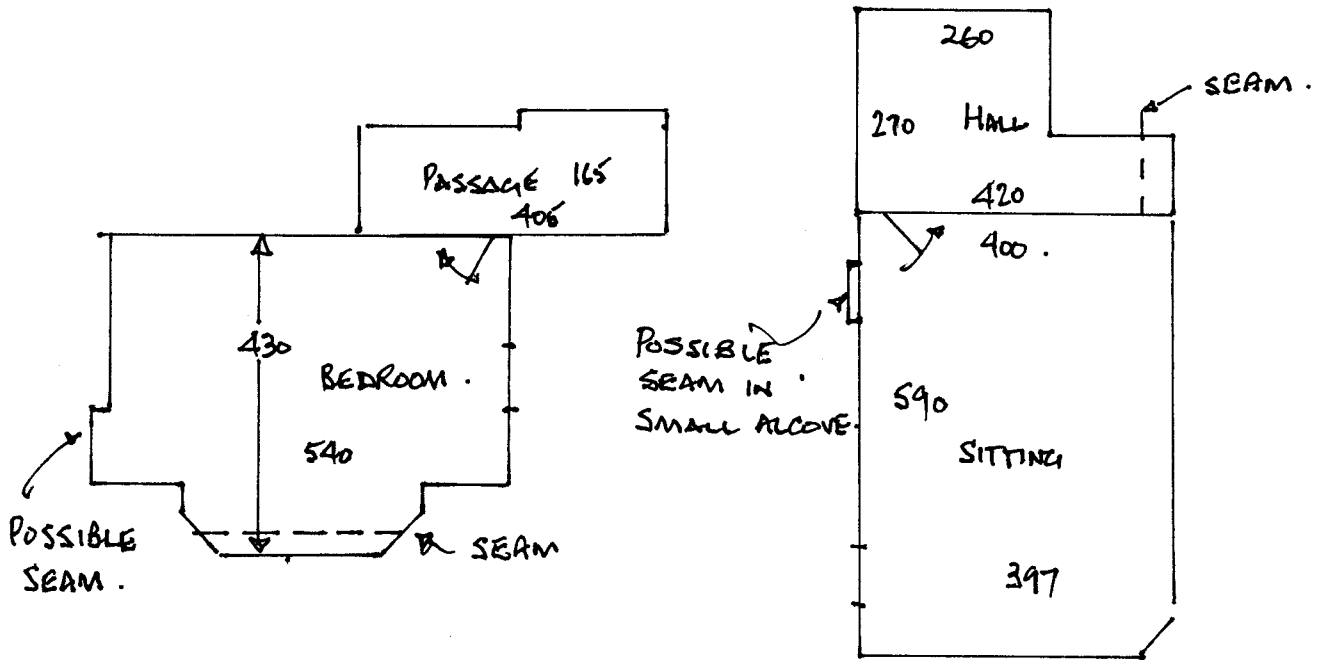 260
SEAM.
270 HALL
PASSAGE 165
405
420
400.
430
POSSIBLE
SEAM IN
SMALL ALCOVE.
BEDROOM.
590
540
SITTING
POSSIBLE
SEAM.
SEAM
397